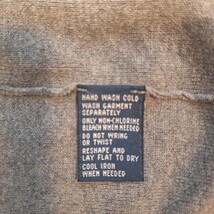 HAND WASH COLD
WASH GARMENT
SEPARATELY
ONLY NON-CHLORINE
BLEACH WHEN NEEDED
DO NOT WRING
OR TWIST
RESHAPE AND
LAY FLAT TO DRY
COOL IRON
WHEN NEEDED